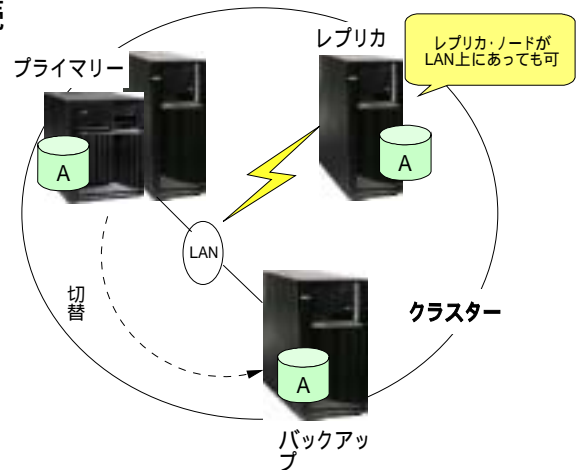 レプリカ
レプリカ・ノードが
LAN上にあっても可
プライマリー
A
A
LAN
切
替
クラスター
A
バックアッ
プ